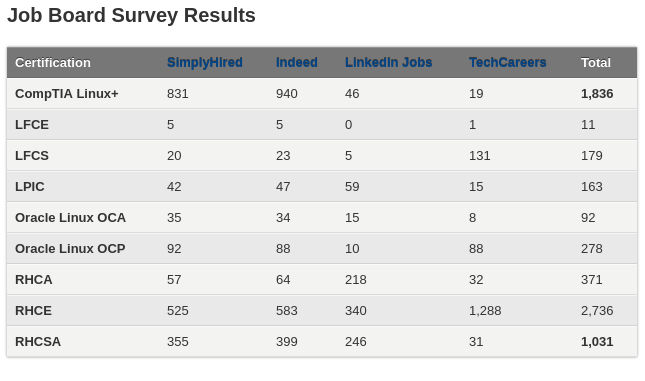 Job Board Survey Results
Certification SimplyHired Indeed LinkedIn Jobs TechCareers Total
CompTIA Linux+ 831 940 46 19 1,836
LFCE 5 5 0 1 11
LFCS 20 23 5 131 179
LPIC 42 47 59 15 163
Oracle Linux OCA 35 34 15 8 92
Oracle Linux OCP 92 88 10 88 278
RHCA 57 64 218 32 371
RHCE 525 583 340 1,288 2,736
RHCSA 355 399 246 31 1,031